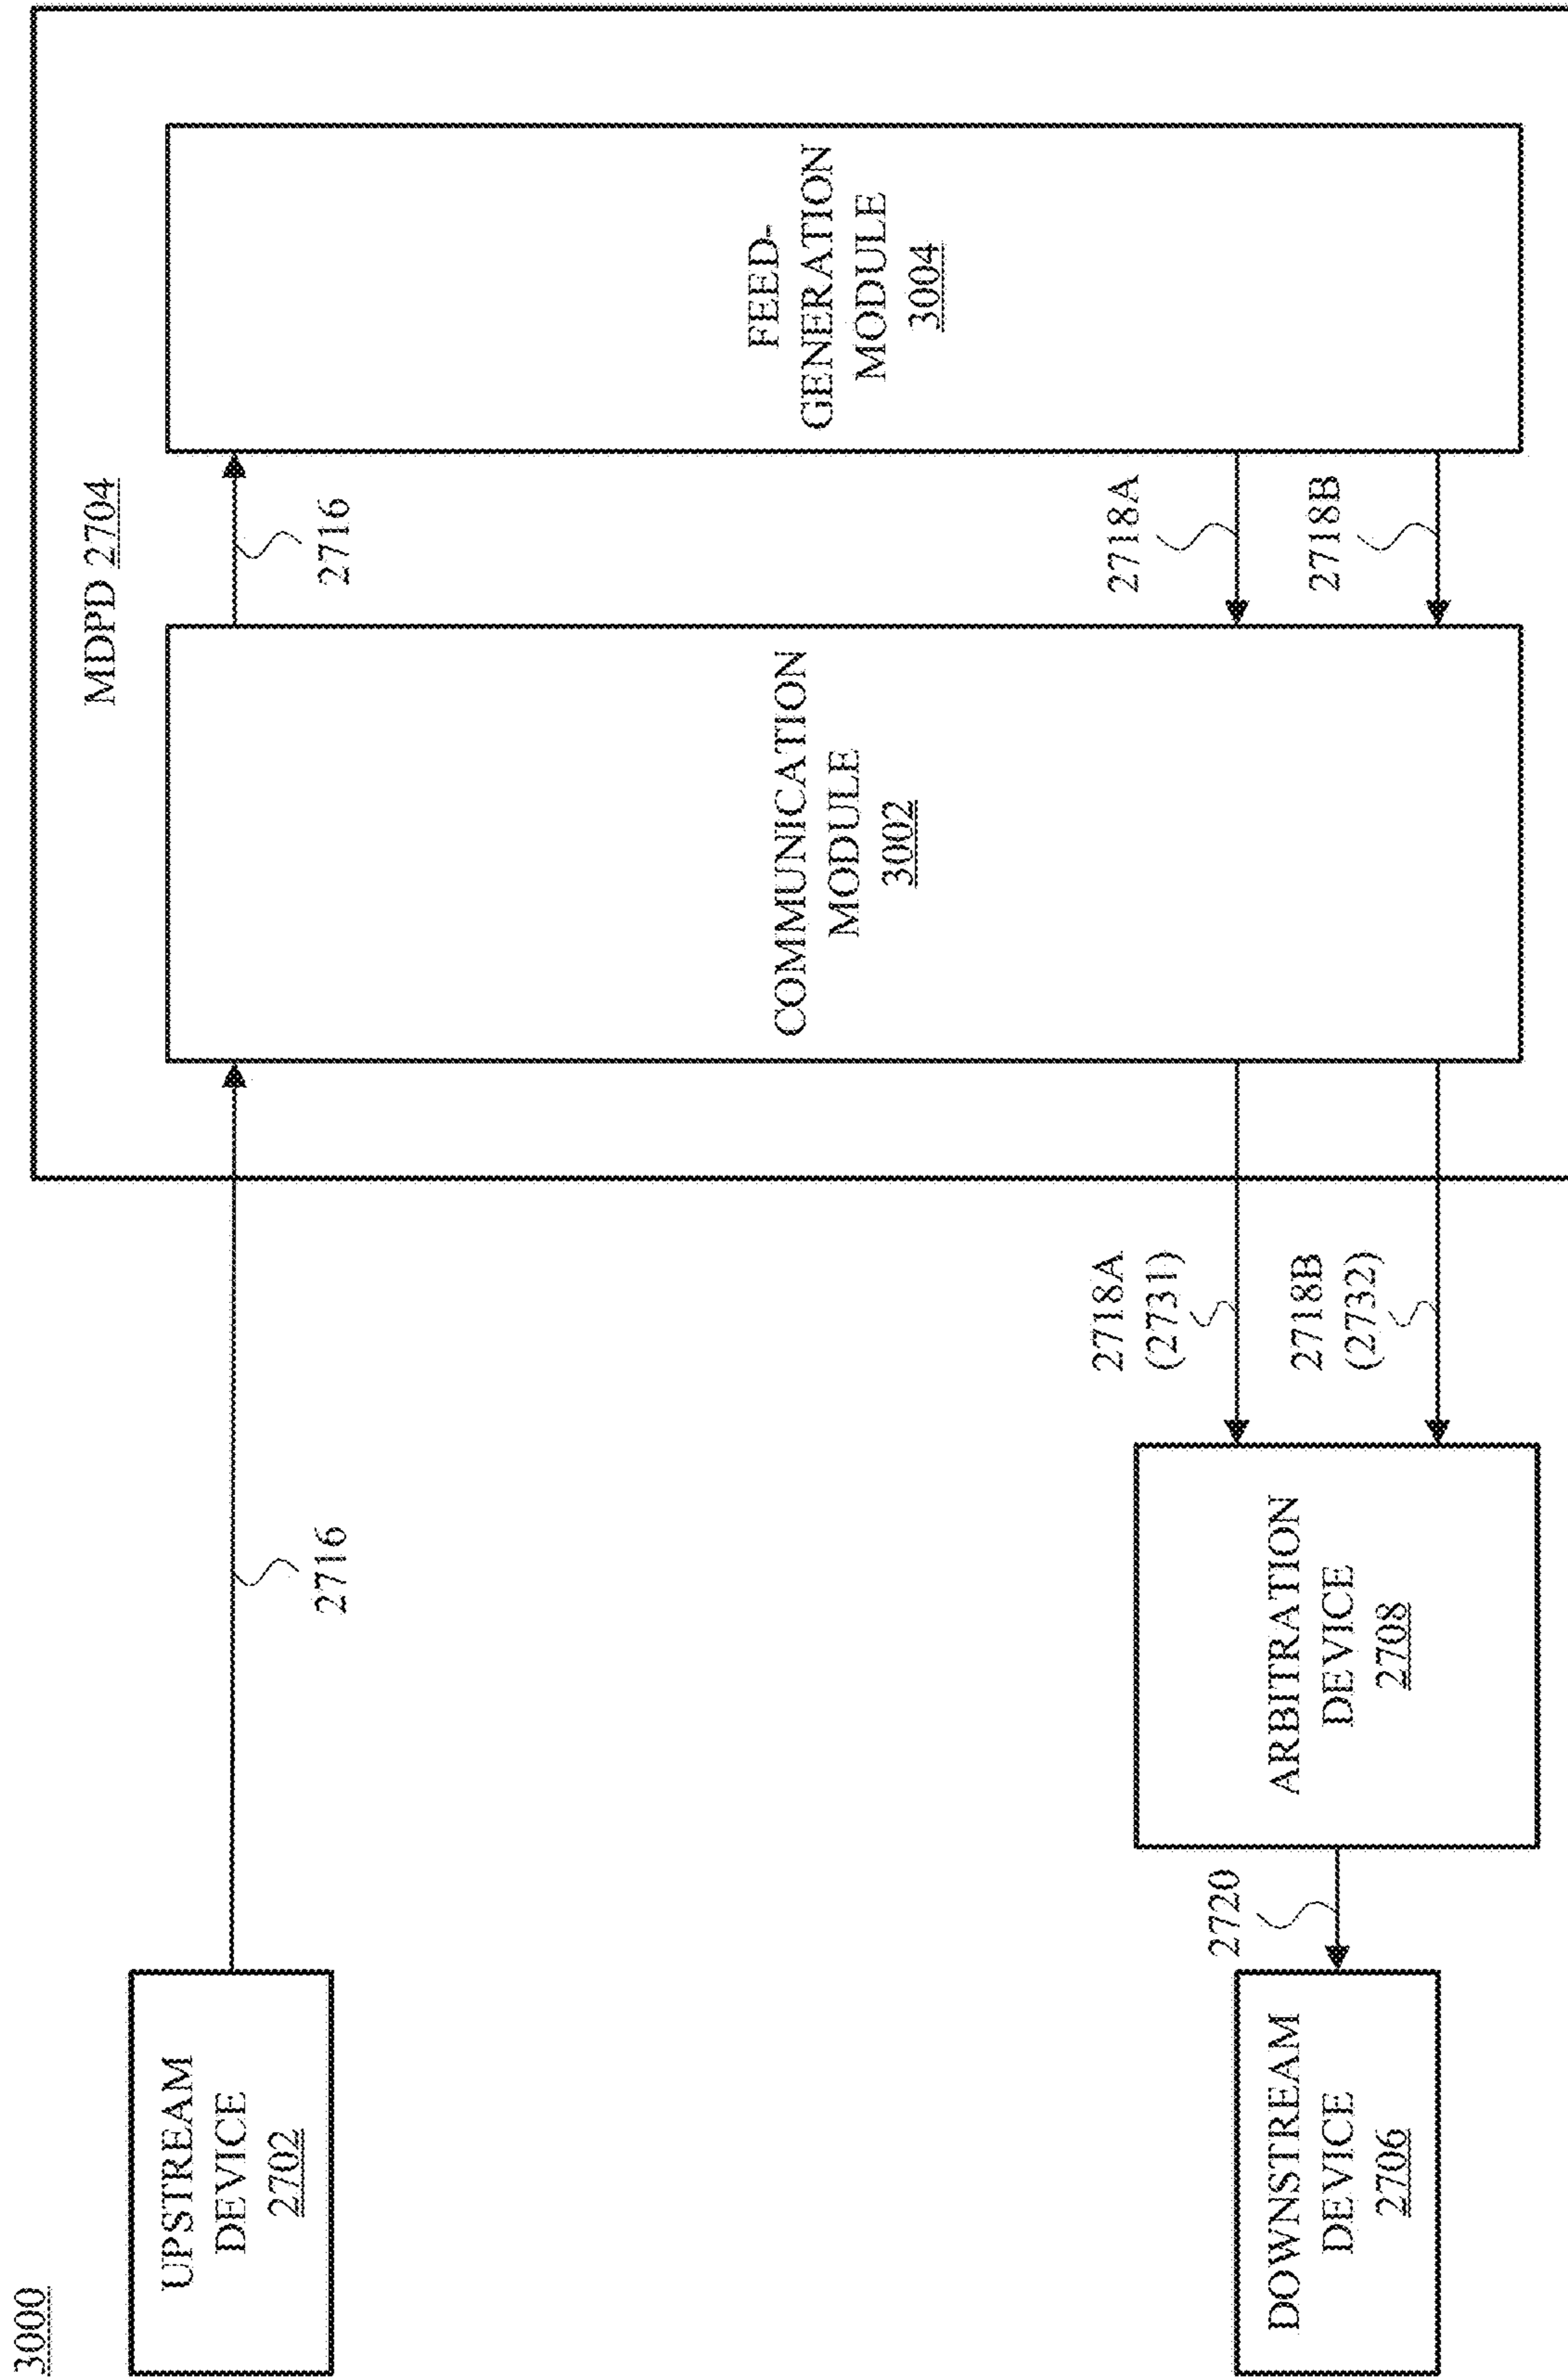 3000
UPSTREAM
DEVICE
2702
2716
MDPD 2704
COMMUNICATION
MODULE
3002
2716
FEED-
GENERATION
MODULE
3004
2718A
2718B
2718A
(2731)
2718B
(2732)
ARBITRATION
DEVICE
2708
2720
DOWNSTREAM
DEVICE
2706